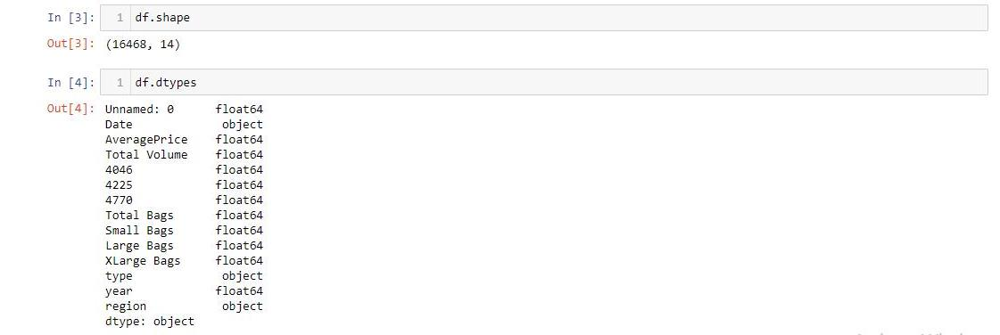 In [3]: 1 df.shape
Out[3]: (16468, 14)
In [4]: 1 df.dtypes
Out[4]: Unnamed: 0 float64
Date object
AveragePrice float64
Total Volume float64
4046 float64
4225 float64
4770 float64
Total Bags float64
Small Bags float64
Large Bags float64
XLarge Bags float64
type object
year float64
region object
dtype: object